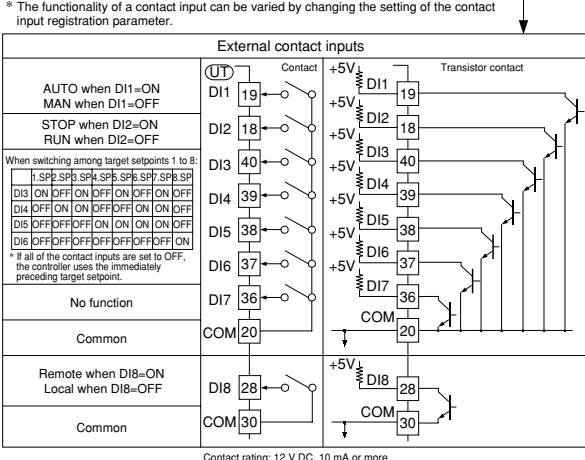 * The functionality of a contact input can be varied by changing the setting of the contact
input registration parameter.
External contact inputs
AUTO when DI1=ON
MAN when DI1=OFF
STOP when DI2=ON
RUN when DI2=OFF
When switching among target setpoints 1 to 8:
1.SP 2.SP 3.SP 4.SP 5.SP 6.SP 7.SP 8.SP
DI3 ON OFF ON OFF ON OFF ON OFF
DI4 OFF ON ON OFF OFF ON ON OFF
DI5 OFF OFF OFF ON ON ON ON OFF
DI6 OFF OFF OFF OFF OFF OFF OFF ON
* If all of the contact inputs are set to OFF,
the controller uses the immediately
preceding target setpoint.
No function
Common
Remote when DI8=ON
Local when DI8=OFF
Common
UT Contact
DI1 19
DI2 18
DI3 40
DI4 39
DI5 38
DI6 37
DI7 36
COM 20
DI8 28
COM 30
Transistor contact
+5V DI1 19
+5V DI2 18
+5V DI3 40
+5V DI4 39
+5V DI5 38
+5V DI6 37
+5V DI7 36
COM 20
+5V DI8 28
COM 30
Contact rating: 12 V DC, 10 mA or more